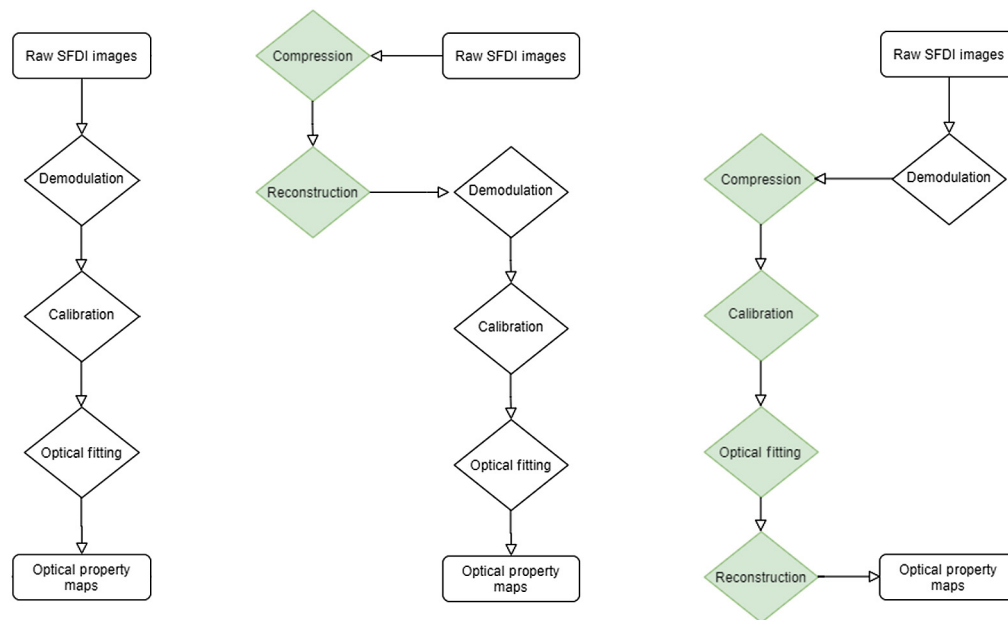 Raw SFDI images
Demodulation
Calibration
Optical fitting
Optical property
maps
Compression
Raw SFDI images
Reconstruction
Demodulation
Calibration
Optical fitting
Optical property
maps
Raw SFDI images
Compression
Demodulation
Calibration
Optical fitting
Reconstruction
Optical property
maps